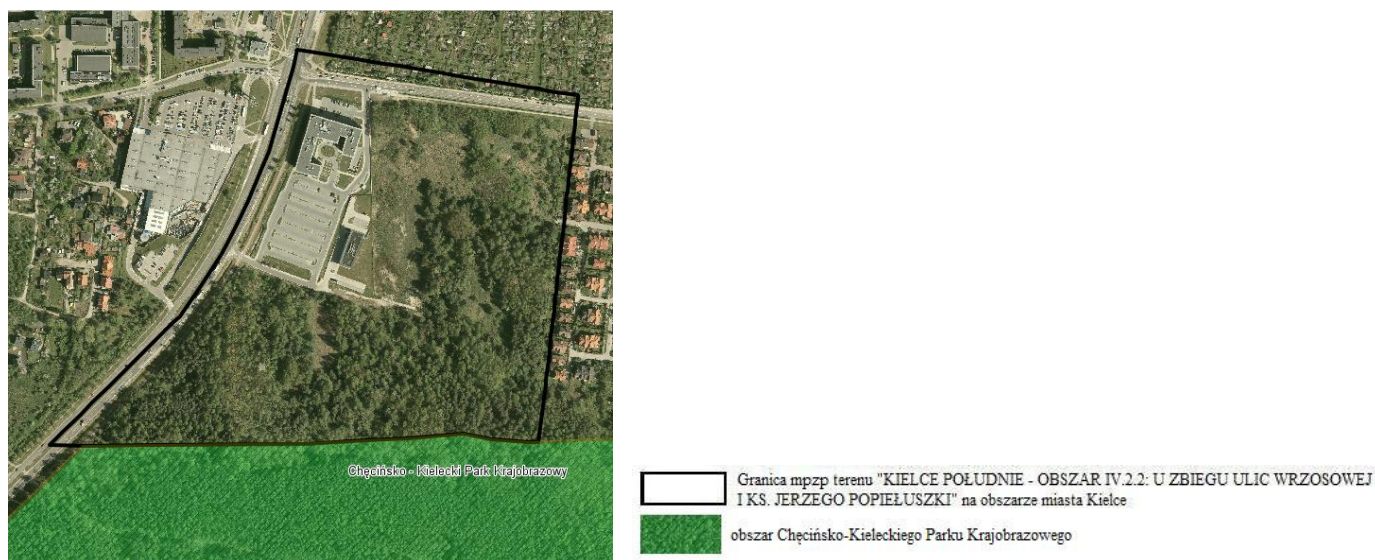 Chęcińsko - Kielecki Park Krajobrazowy
Granica mpzp terenu "KIELCE POŁUDNIE - OBSZAR IV.2.2: U ZBIEGU ULIC WRZOSOWEJ
I KS. JERZEGO POPIEŁUSZKI" na obszarze miasta Kielce
obszar Chęcińsko-Kieleckiego Parku Krajobrazowego